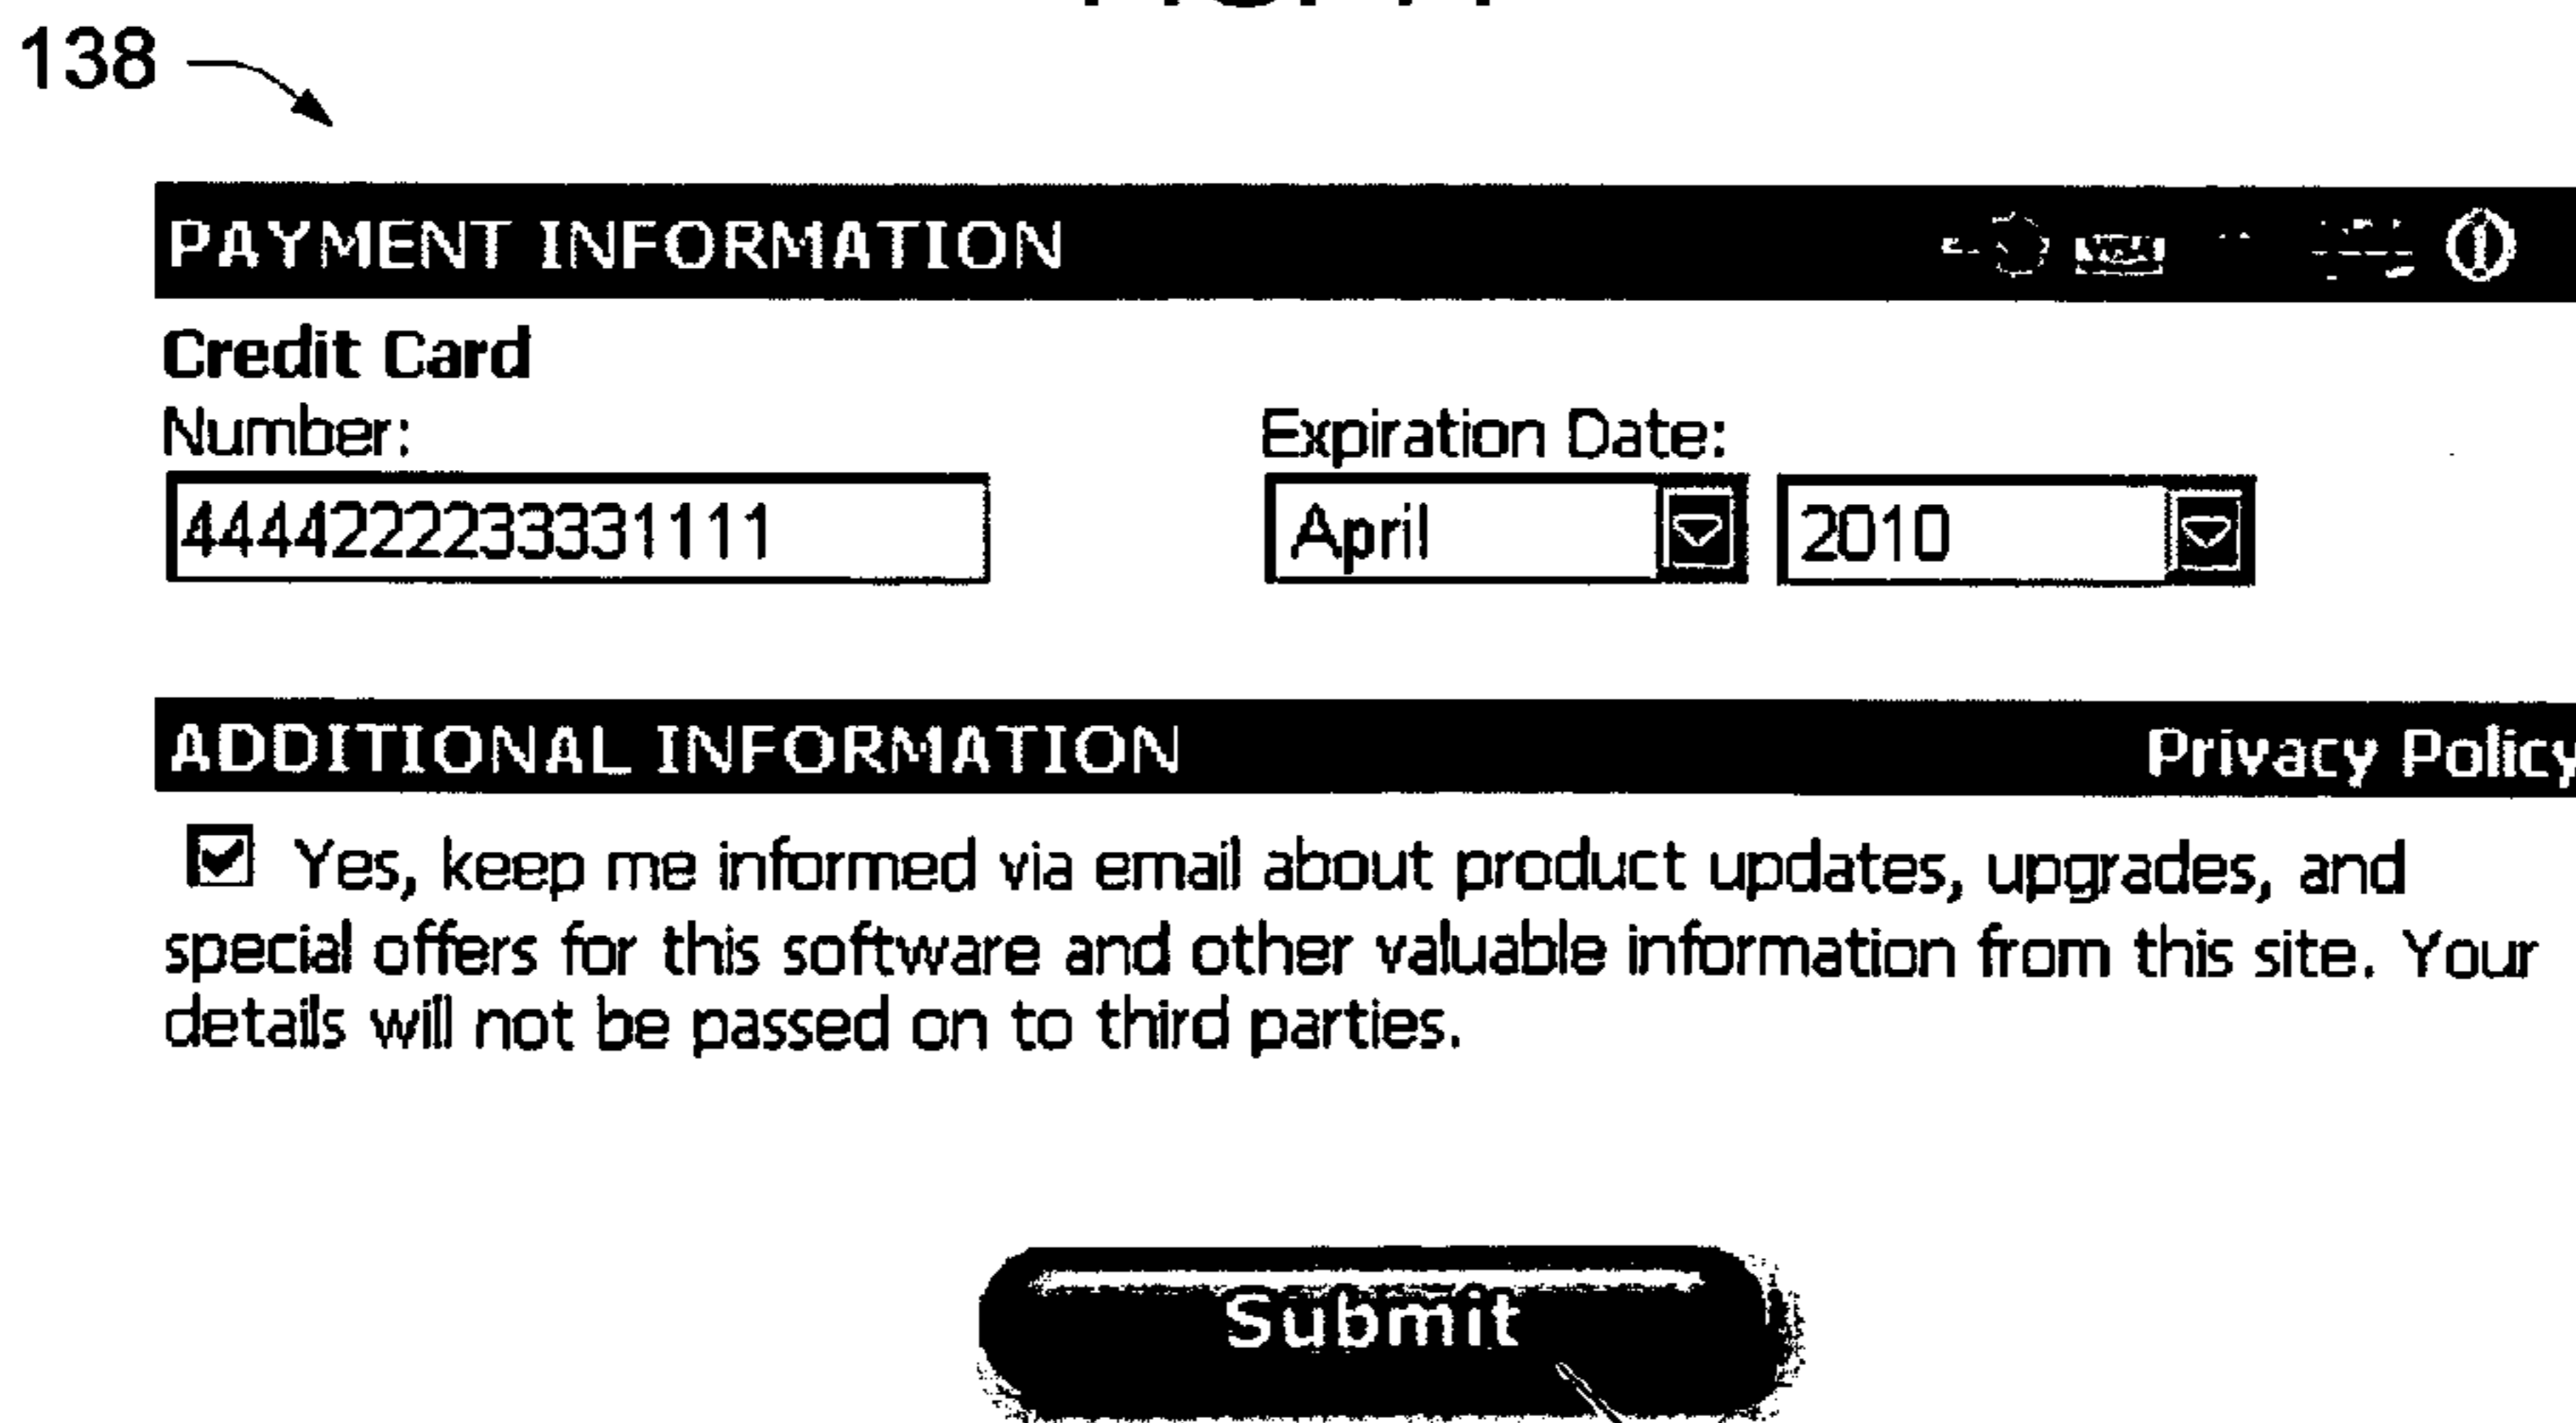 138
PAYMENT INFORMATION
Credit Card
Number:
Expiration Date:
4444222233331111
April
2010
ADDITIONAL INFORMATION
Privacy Policy
Yes, keep me informed via email about product updates, upgrades, and
special offers for this software and other valuable information from this site. Your
details will not be passed on to third parties.
Submit